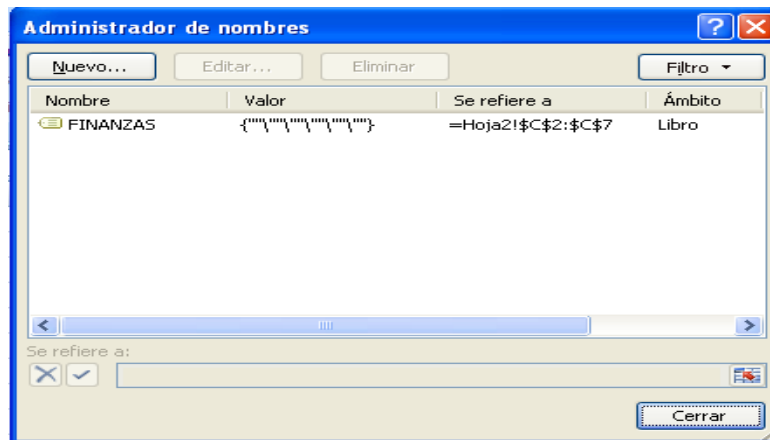 Administrador de nombres
Nuevo... Editar... Eliminar Filtro
Nombre Valor Se refiere a Ámbito
FINANZAS {""\""\""\""\""\""} =Hoja2!$C$2:$C$7 Libro
Se refiere a:
Cerrar